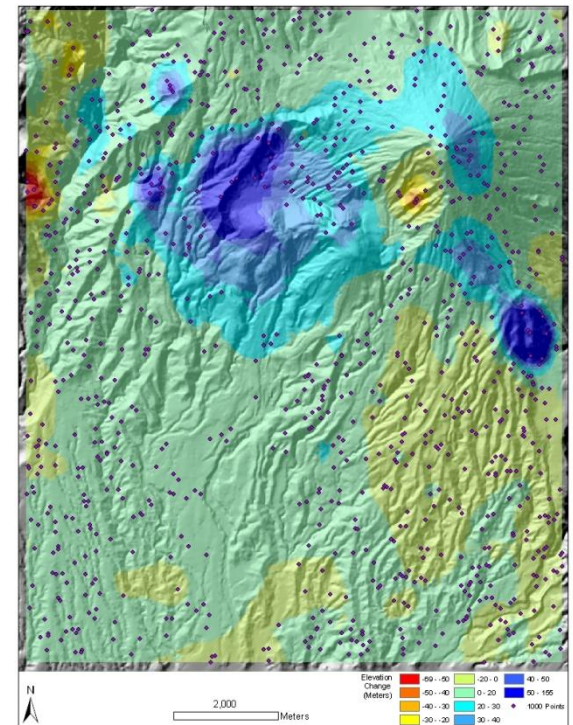 N
2,000
Meters
Elevation
Change
(Meters)
-59 - -50
-50 - -40
-40 - -30
-30 - -20
-20 - 0
0 - 20
20 - 30
30 - 40
40 - 50
50 - 155
1000 Points